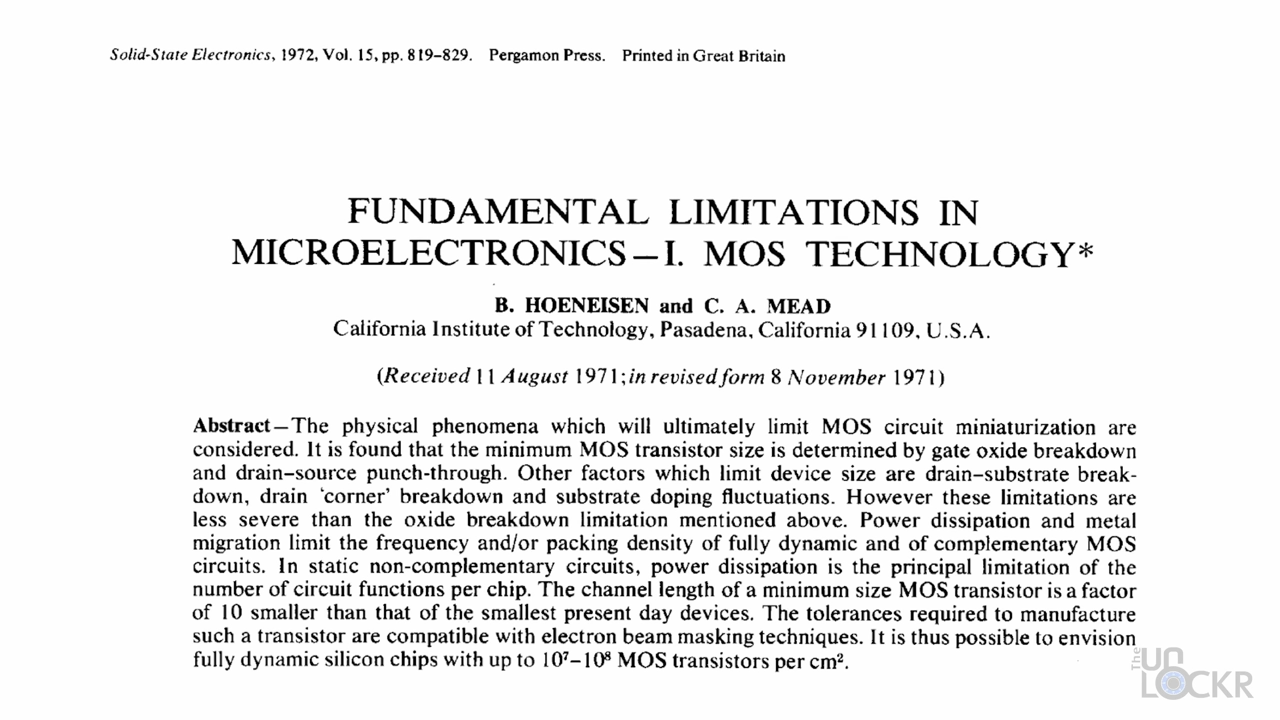 Solid-State Electronics, 1972, Vol. 15, pp. 819–829. Pergamon Press. Printed in Great Britain
FUNDAMENTAL LIMITATIONS IN
MICROELECTRONICS—I. MOS TECHNOLOGY*
B. HOENEISEN and C. A. MEAD
California Institute of Technology, Pasadena, California 91109, U.S.A.
(Received 11 August 1971; in revised form 8 November 1971)
Abstract—The physical phenomena which will ultimately limit MOS circuit miniaturization are
considered. It is found that the minimum MOS transistor size is determined by gate oxide breakdown
and drain–source punch-through. Other factors which limit device size are drain–substrate break-
down, drain 'corner' breakdown and substrate doping fluctuations. However these limitations are
less severe than the oxide breakdown limitation mentioned above. Power dissipation and metal
migration limit the frequency and/or packing density of fully dynamic and of complementary MOS
circuits. In static non-complementary circuits, power dissipation is the principal limitation of the
number of circuit functions per chip. The channel length of a minimum size MOS transistor is a factor
of 10 smaller than that of the smallest present day devices. The tolerances required to manufacture
such a transistor are compatible with electron beam masking techniques. It is thus possible to envision
fully dynamic silicon chips with up to 10⁷–10⁸ MOS transistors per cm².
The UNLOCKR